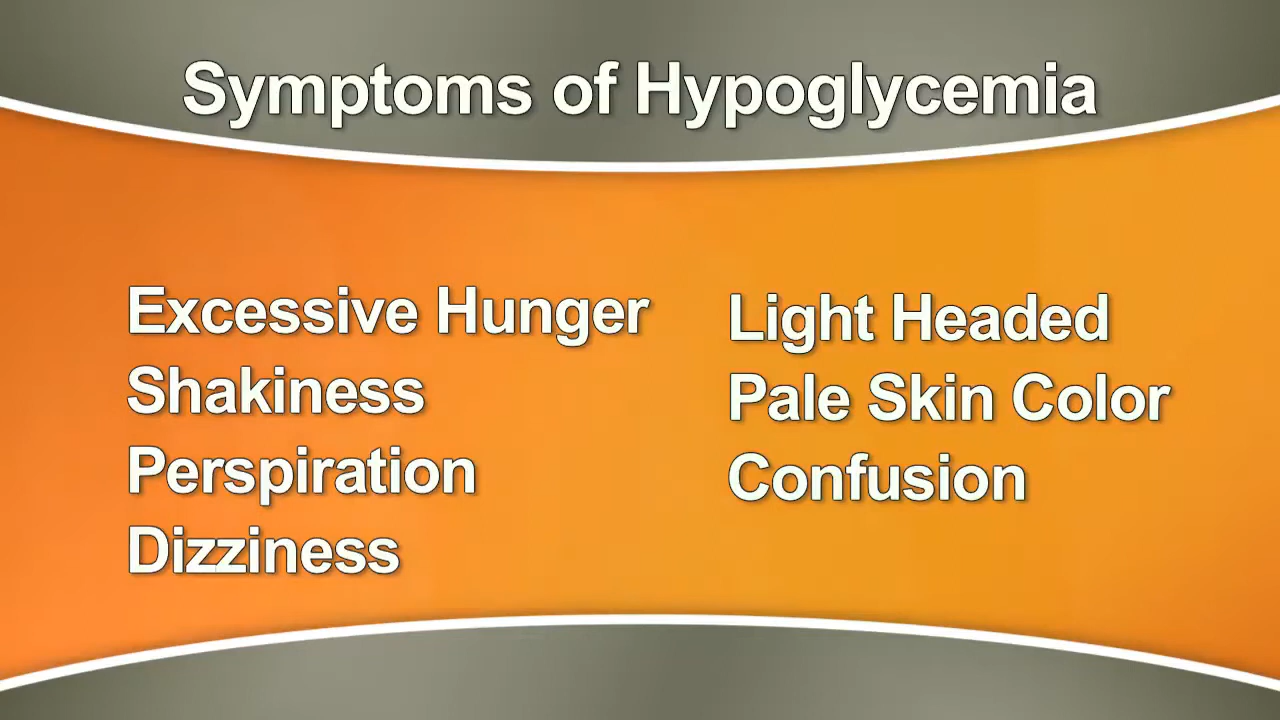 Symptoms of Hypoglycemia
Excessive Hunger
Shakiness
Perspiration
Dizziness
Light Headed
Pale Skin Color
Confusion